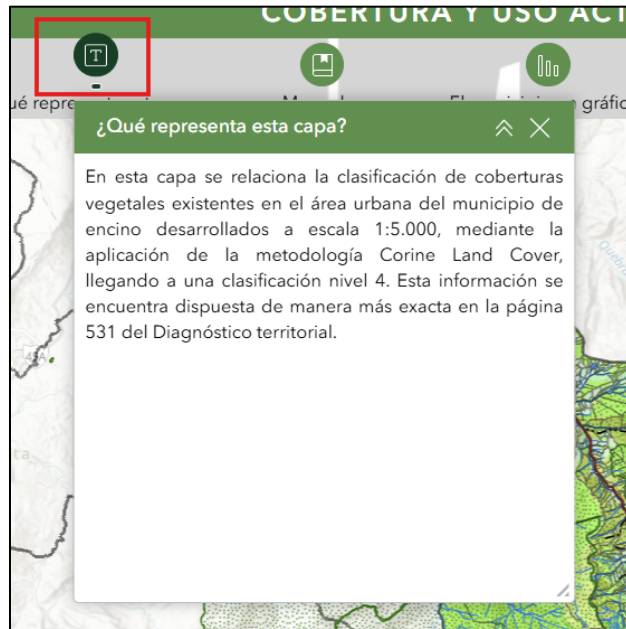 COBERTURA Y USO ACT
T
¿Qué representa esta capa?
En esta capa se relaciona la clasificación de coberturas
vegetales existentes en el área urbana del municipio de
encino desarrollados a escala 1:5.000, mediante la
aplicación de la metodología Corine Land Cover,
llegando a una clasificación nivel 4. Esta información se
encuentra dispuesta de manera más exacta en la página
531 del Diagnóstico territorial.